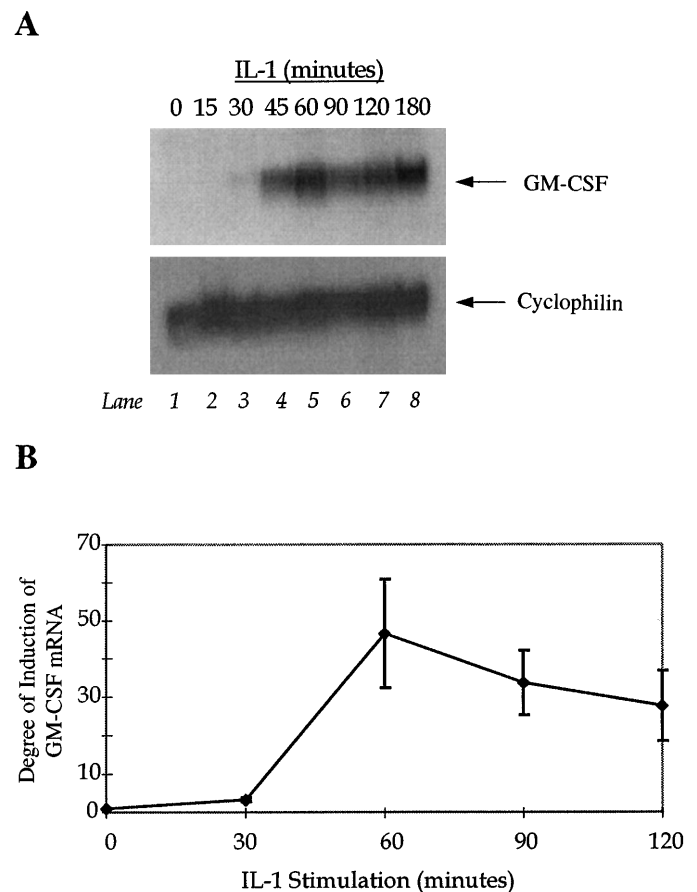 A
IL-1 (minutes)
0 15 30 45 60 90 120 180
GM-CSF
Cyclophilin
Lane 1 2 3 4 5 6 7 8
B
Degree of Induction of
GM-CSF mRNA
70
50
30
10
0
0 30 60 90 120
IL-1 Stimulation (minutes)